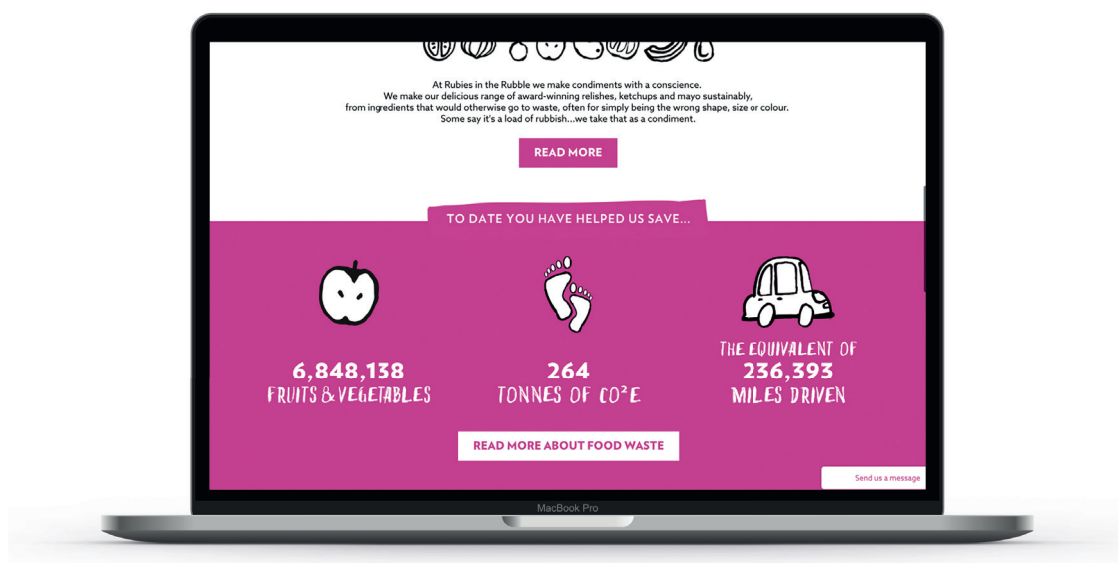 At Rubies in the Rubble we make condiments with a conscience.
We make our delicious range of award-winning relishes, ketchups and mayo sustainably,
from ingredients that would otherwise go to waste, often for simply being the wrong shape, size or colour.
Some say it's a load of rubbish...we take that as a condiment.
READ MORE
TO DATE YOU HAVE HELPED US SAVE...
6,848,138
FRUITS & VEGETABLES
264
TONNES OF CO²E
THE EQUIVALENT OF
236,393
MILES DRIVEN
READ MORE ABOUT FOOD WASTE
Send us a message
MacBook Pro